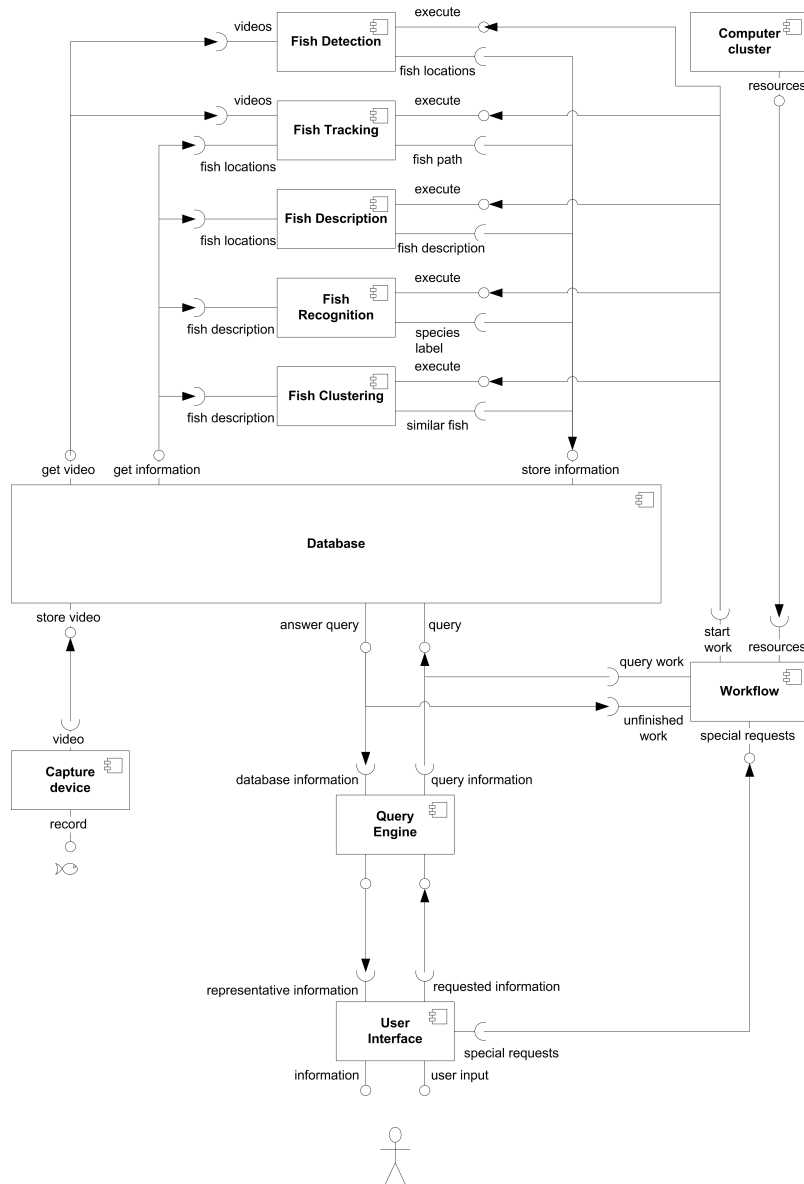 videos
execute
Fish Detection
Computer
cluster
fish locations
resources
videos
execute
Fish Tracking
fish locations
fish path
execute
Fish Description
fish locations
fish description
execute
Fish
Recognition
fish description
species
label
execute
Fish Clustering
fish description
similar fish
get video
get information
store information
Database
store video
answer query
query
start
work
resources
query work
Workflow
unfinished
work
special requests
video
Capture
device
database information
query information
record
Query
Engine
representative information
requested information
User
Interface
special requests
information
user input